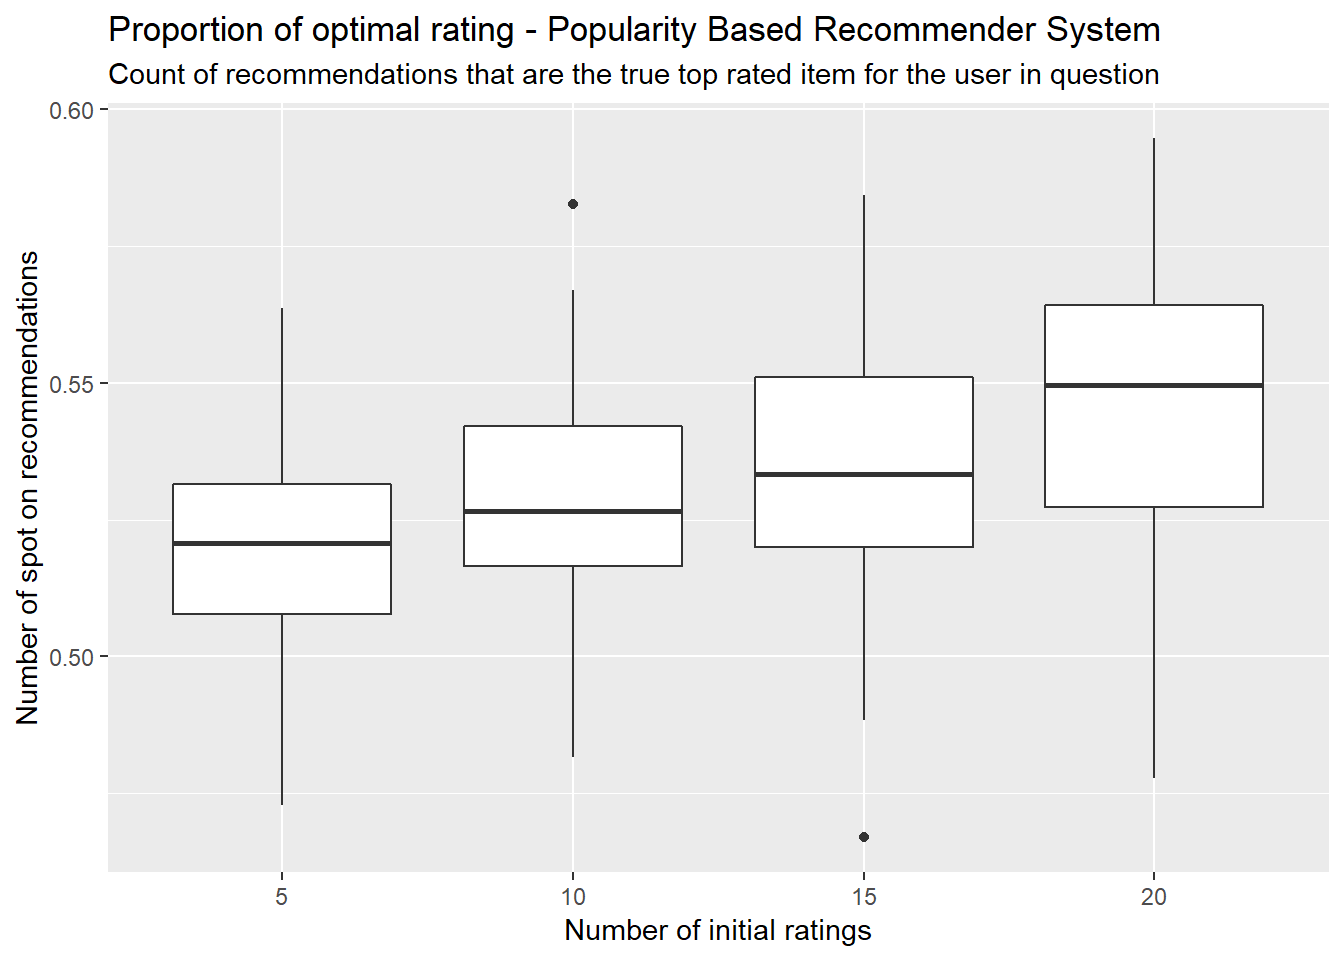 Proportion of optimal rating - Popularity Based Recommender System
Count of recommendations that are the true top rated item for the user in question
Number of spot on recommendations
0.60
0.55
0.50
5
10
15
20
Number of initial ratings